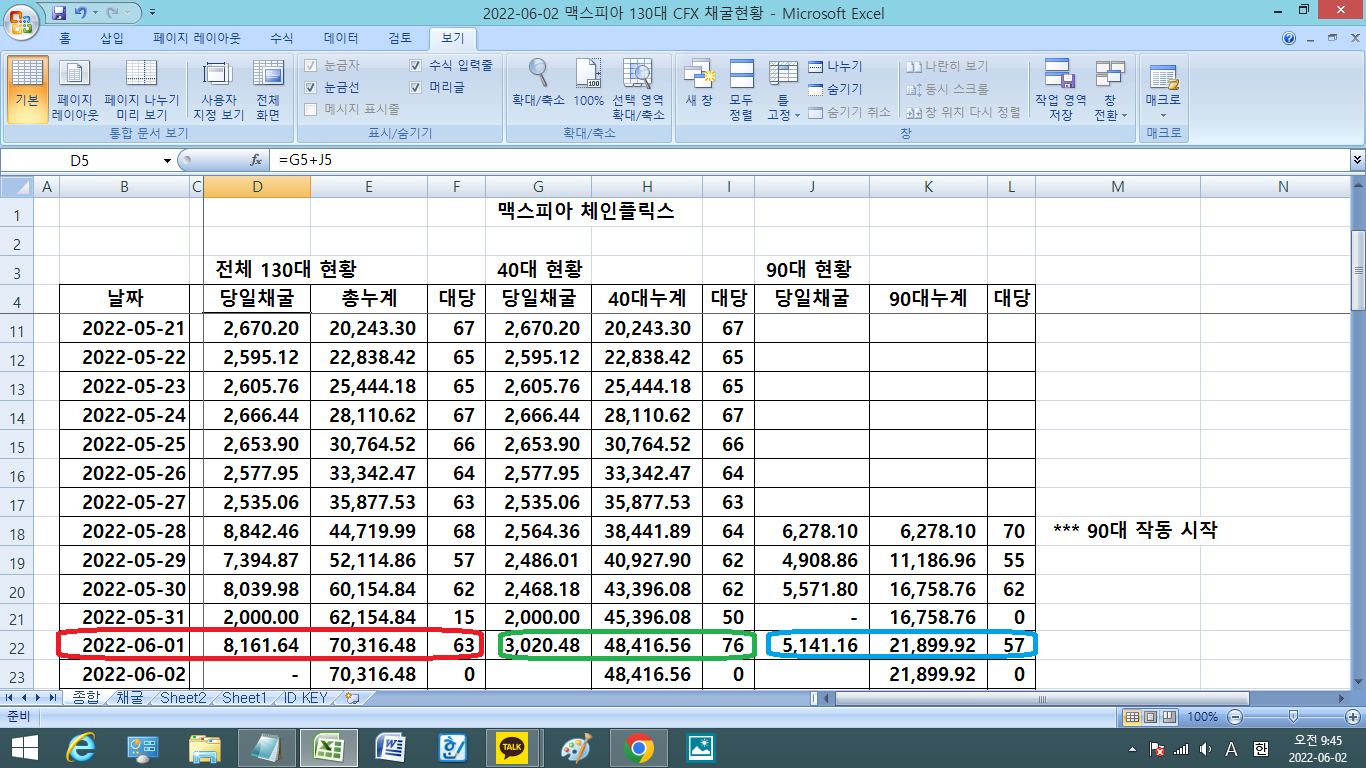 2022-06-02 맥스피아 130대 CFX 채굴현황 - Microsoft Excel
홈 삽입 페이지 레이아웃 수식 데이터 검토 보기
기본 페이지 레이아웃 페이지 나누기 미리 보기 사용자 지정 보기 전체 화면
통합 문서 보기
눈금자 수식 입력줄
눈금선 머리글
메시지 표시줄
표시/숨기기
확대/축소 100% 선택 영역 확대/축소
확대/축소
새 창 모두 정렬 틀 고정
나누기 나란히 보기
숨기기 동시 스크롤
숨기기 취소 창 위치 다시 정렬
작업 영역 저장 창 전환
창
매크로
매크로
D5 fx =G5+J5
A B C D E F G H I J K L M N
1 맥스피아 체인플릭스
2
3 전체 130대 현황 40대 현황 90대 현황
4 날짜 당일채굴 총누계 대당 당일채굴 40대누계 대당 당일채굴 90대누계 대당
11 2022-05-21 2,670.20 20,243.30 67 2,670.20 20,243.30 67
12 2022-05-22 2,595.12 22,838.42 65 2,595.12 22,838.42 65
13 2022-05-23 2,605.76 25,444.18 65 2,605.76 25,444.18 65
14 2022-05-24 2,666.44 28,110.62 67 2,666.44 28,110.62 67
15 2022-05-25 2,653.90 30,764.52 66 2,653.90 30,764.52 66
16 2022-05-26 2,577.95 33,342.47 64 2,577.95 33,342.47 64
17 2022-05-27 2,535.06 35,877.53 63 2,535.06 35,877.53 63
18 2022-05-28 8,842.46 44,719.99 68 2,564.36 38,441.89 64 6,278.10 6,278.10 70 *** 90대 작동 시작
19 2022-05-29 7,394.87 52,114.86 57 2,486.01 40,927.90 62 4,908.86 11,186.96 55
20 2022-05-30 8,039.98 60,154.84 62 2,468.18 43,396.08 62 5,571.80 16,758.76 62
21 2022-05-31 2,000.00 62,154.84 15 2,000.00 45,396.08 50 - 16,758.76 0
22 2022-06-01 8,161.64 70,316.48 63 3,020.48 48,416.56 76 5,141.16 21,899.92 57
23 2022-06-02 - 70,316.48 0 48,416.56 0 21,899.92 0
종합 채굴 Sheet2 Sheet1 ID KEY
준비 100%
TALK A 한 오전 9:45
2022-06-02